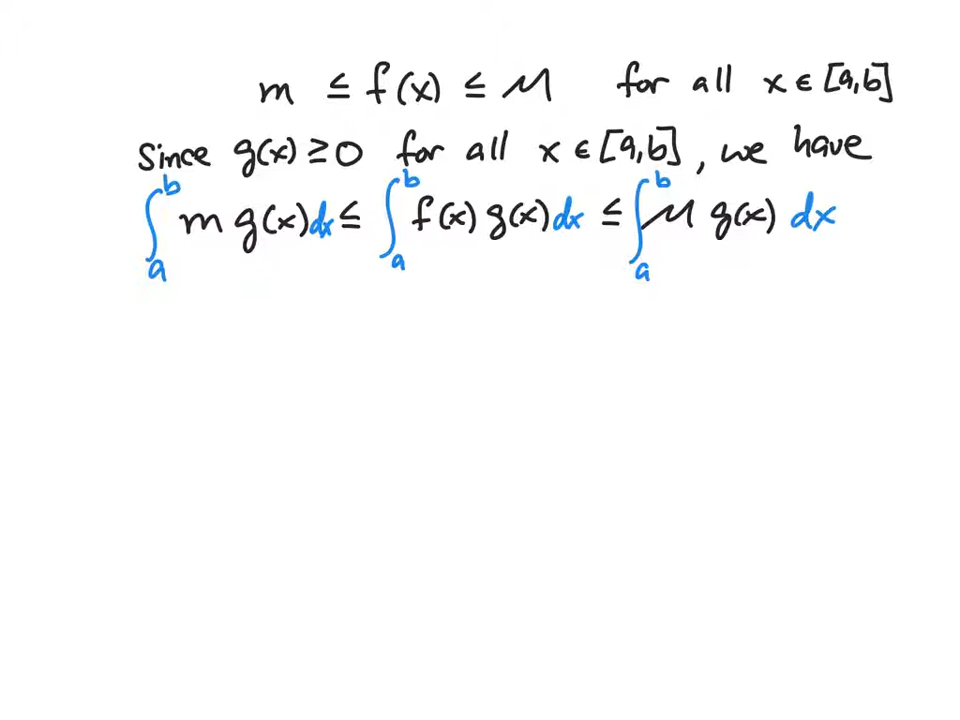 m ≤ f(x) ≤ M for all x ∈ [a,b]
Since g(x) ≥ 0 for all x ∈ [a,b], we have
∫_a^b m g(x) dx ≤ ∫_a^b f(x) g(x) dx ≤ ∫_a^b M g(x) dx